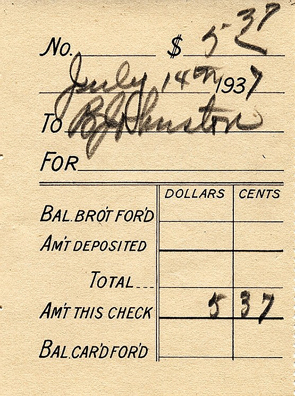 No. $ 5 37
July 14th 1937
To B J Thurston
For
DOLLARS CENTS
BAL. BRO'T FOR'D
AM'T DEPOSITED
TOTAL
AM'T THIS CHECK 5 37
BAL. CAR'D FOR'D